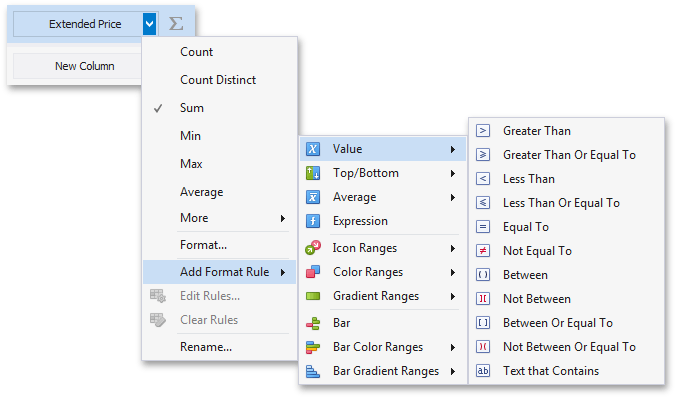 Extended Price
Σ
New Column
Count
Count Distinct
Sum
Min
Max
Average
More
Format...
Add Format Rule
Edit Rules...
Clear Rules
Rename...
Value
Top/Bottom
Average
Expression
Icon Ranges
Color Ranges
Gradient Ranges
Bar
Bar Color Ranges
Bar Gradient Ranges
> Greater Than
⩾ Greater Than Or Equal To
< Less Than
⩽ Less Than Or Equal To
= Equal To
≠ Not Equal To
() Between
][ Not Between
[] Between Or Equal To
)( Not Between Or Equal To
ab Text that Contains